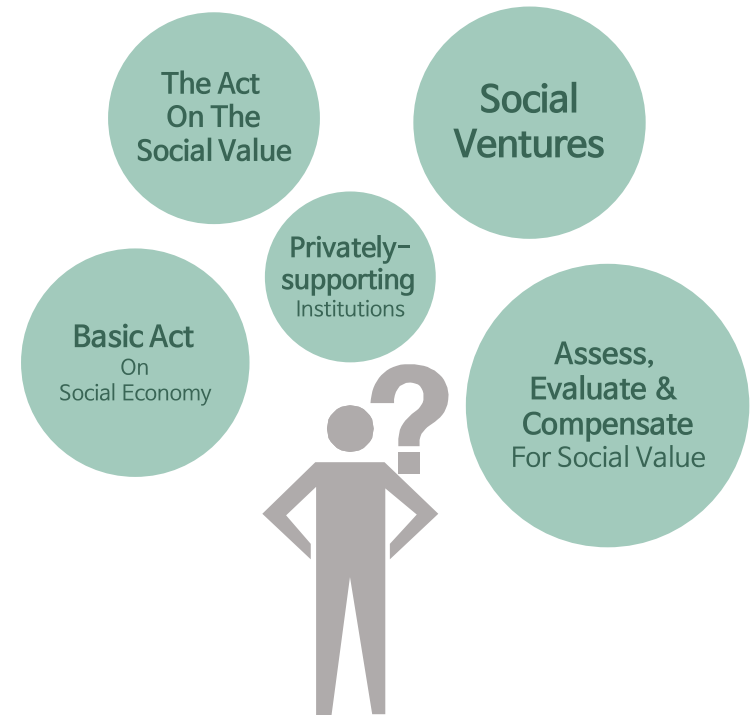 The Act
On The
Social Value
Social
Ventures
Privately-
supporting
Institutions
Basic Act
On
Social Economy
Assess,
Evaluate &
Compensate
For Social Value
?